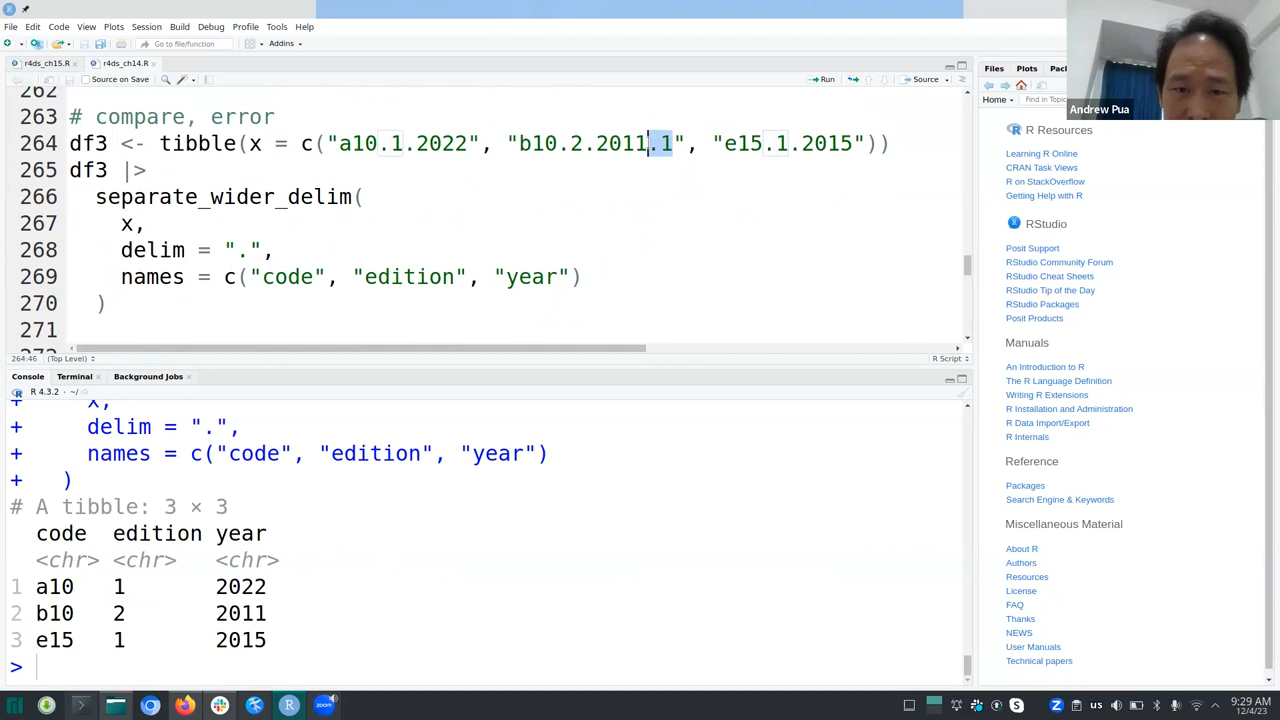 File Edit Code View Plots Session Build Debug Profile Tools Help
Go to file/function
Addins
r4ds_ch15.R
r4ds_ch14.R
Source on Save
Run
Source
262
263 # compare, error
264 df3 <- tibble(x = c("a10.1.2022", "b10.2.2011.1", "e15.1.2015"))
265 df3 |>
266 separate_wider_delim(
267 x,
268 delim = ".",
269 names = c("code", "edition", "year")
270 )
271
264:46 (Top Level)
R Script
Console Terminal Background Jobs
R 4.3.2 · ~/
+ x,
+ delim = ".",
+ names = c("code", "edition", "year")
+ )
# A tibble: 3 × 3
code edition year
<chr> <chr> <chr>
1 a10 1 2022
2 b10 2 2011
3 e15 1 2015
>
Andrew Pua
Files Plots
Home
Find in Topic
R Resources
Learning R Online
CRAN Task Views
R on StackOverflow
Getting Help with R
RStudio
Posit Support
RStudio Community Forum
RStudio Cheat Sheets
RStudio Tip of the Day
RStudio Packages
Posit Products
Manuals
An Introduction to R
The R Language Definition
Writing R Extensions
R Installation and Administration
R Data Import/Export
R Internals
Reference
Packages
Search Engine & Keywords
Miscellaneous Material
About R
Authors
Resources
License
FAQ
Thanks
NEWS
User Manuals
Technical papers
zoom
us
9:29 AM
12/4/23